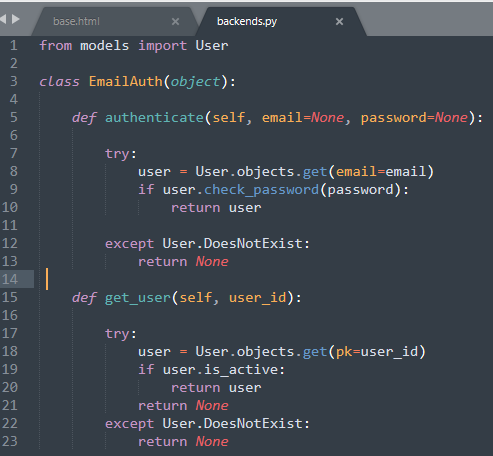 base.html × backends.py ×
1 from models import User
2
3 class EmailAuth(object):
4
5     def authenticate(self, email=None, password=None):
6
7         try:
8             user = User.objects.get(email=email)
9             if user.check_password(password):
10                 return user
11
12         except User.DoesNotExist:
13             return None
14
15     def get_user(self, user_id):
16
17         try:
18             user = User.objects.get(pk=user_id)
19             if user.is_active:
20                 return user
21             return None
22         except User.DoesNotExist:
23             return None